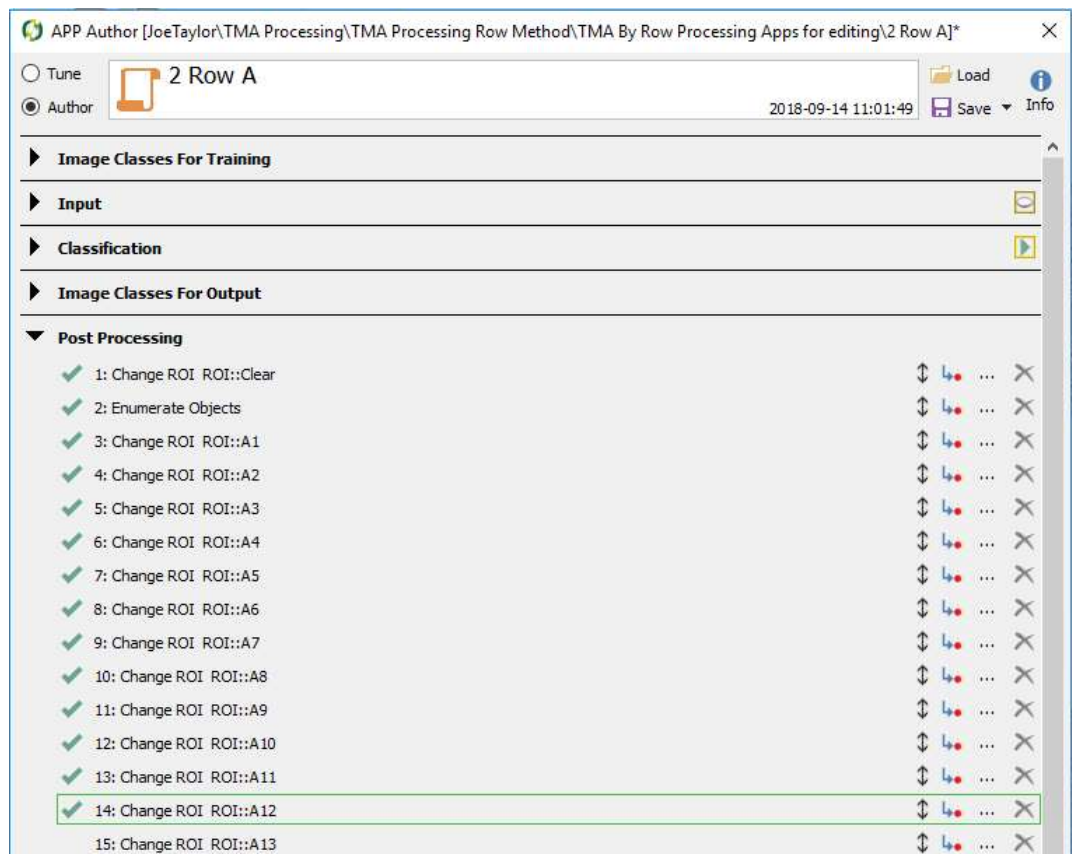 APP Author [JoeTaylor\TMA Processing\TMA Processing Row Method\TMA By Row Processing Apps for editing\2 Row A]*
Tune
2 Row A
Load
Author
2018-09-14 11:01:49
Save
Info
Image Classes For Training
Input
Classification
Image Classes For Output
Post Processing
1: Change ROI ROI::Clear ...
2: Enumerate Objects ...
3: Change ROI ROI::A1 ...
4: Change ROI ROI::A2 ...
5: Change ROI ROI::A3 ...
6: Change ROI ROI::A4 ...
7: Change ROI ROI::A5 ...
8: Change ROI ROI::A6 ...
9: Change ROI ROI::A7 ...
10: Change ROI ROI::A8 ...
11: Change ROI ROI::A9 ...
12: Change ROI ROI::A10 ...
13: Change ROI ROI::A11 ...
14: Change ROI ROI::A12 ...
15: Change ROI ROI::A13 ...